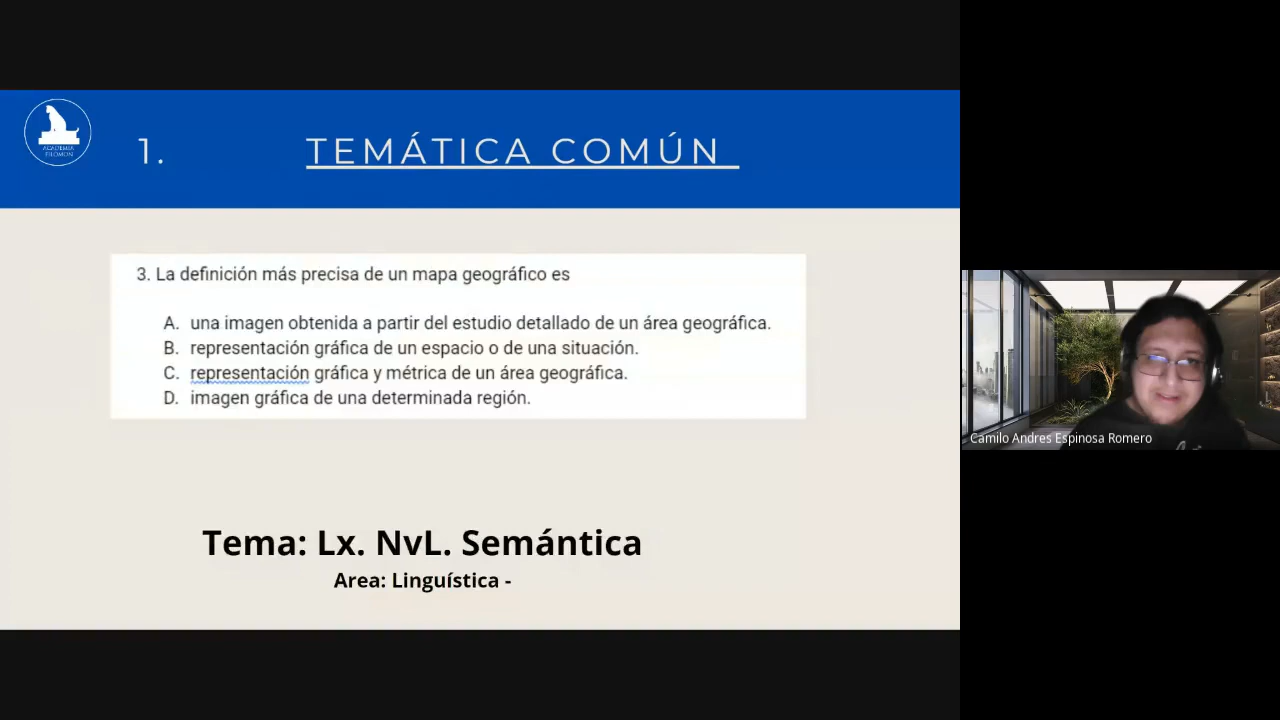 ACADEMIA
FILOMON
1. TEMÁTICA COMÚN
3. La definición más precisa de un mapa geográfico es
A. una imagen obtenida a partir del estudio detallado de un área geográfica.
B. representación gráfica de un espacio o de una situación.
C. representación gráfica y métrica de un área geográfica.
D. imagen gráfica de una determinada región.
Tema: Lx. NvL. Semántica
Area: Linguística -
Camilo Andres Espinosa Romero